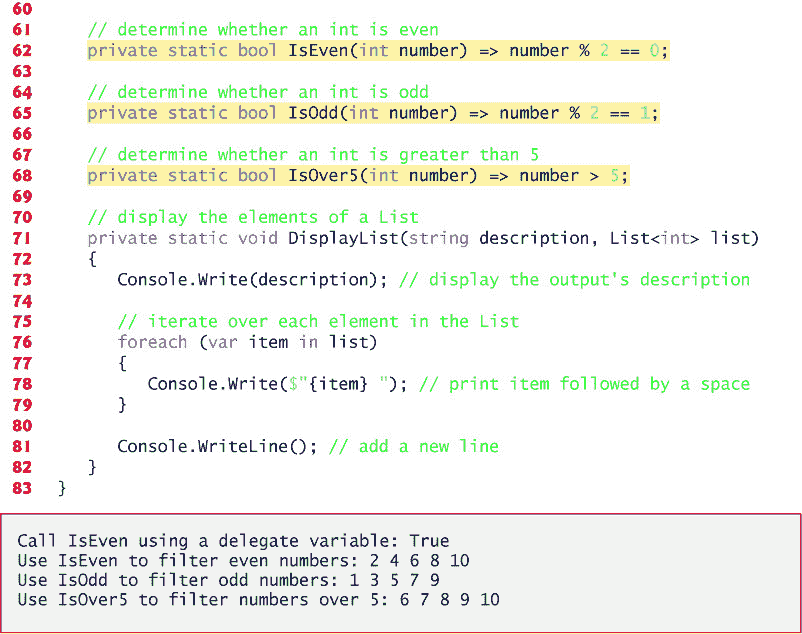 60
61 // determine whether an int is even
62 private static bool IsEven(int number) => number % 2 == 0;
63
64 // determine whether an int is odd
65 private static bool IsOdd(int number) => number % 2 == 1;
66
67 // determine whether an int is greater than 5
68 private static bool IsOver5(int number) => number > 5;
69
70 // display the elements of a List
71 private static void DisplayList(string description, List<int> list)
72 {
73 Console.Write(description); // display the output's description
74
75 // iterate over each element in the List
76 foreach (var item in list)
77 {
78 Console.Write($"{item} "); // print item followed by a space
79 }
80
81 Console.WriteLine(); // add a new line
82 }
83 }
Call IsEven using a delegate variable: True
Use IsEven to filter even numbers: 2 4 6 8 10
Use IsOdd to filter odd numbers: 1 3 5 7 9
Use IsOver5 to filter numbers over 5: 6 7 8 9 10